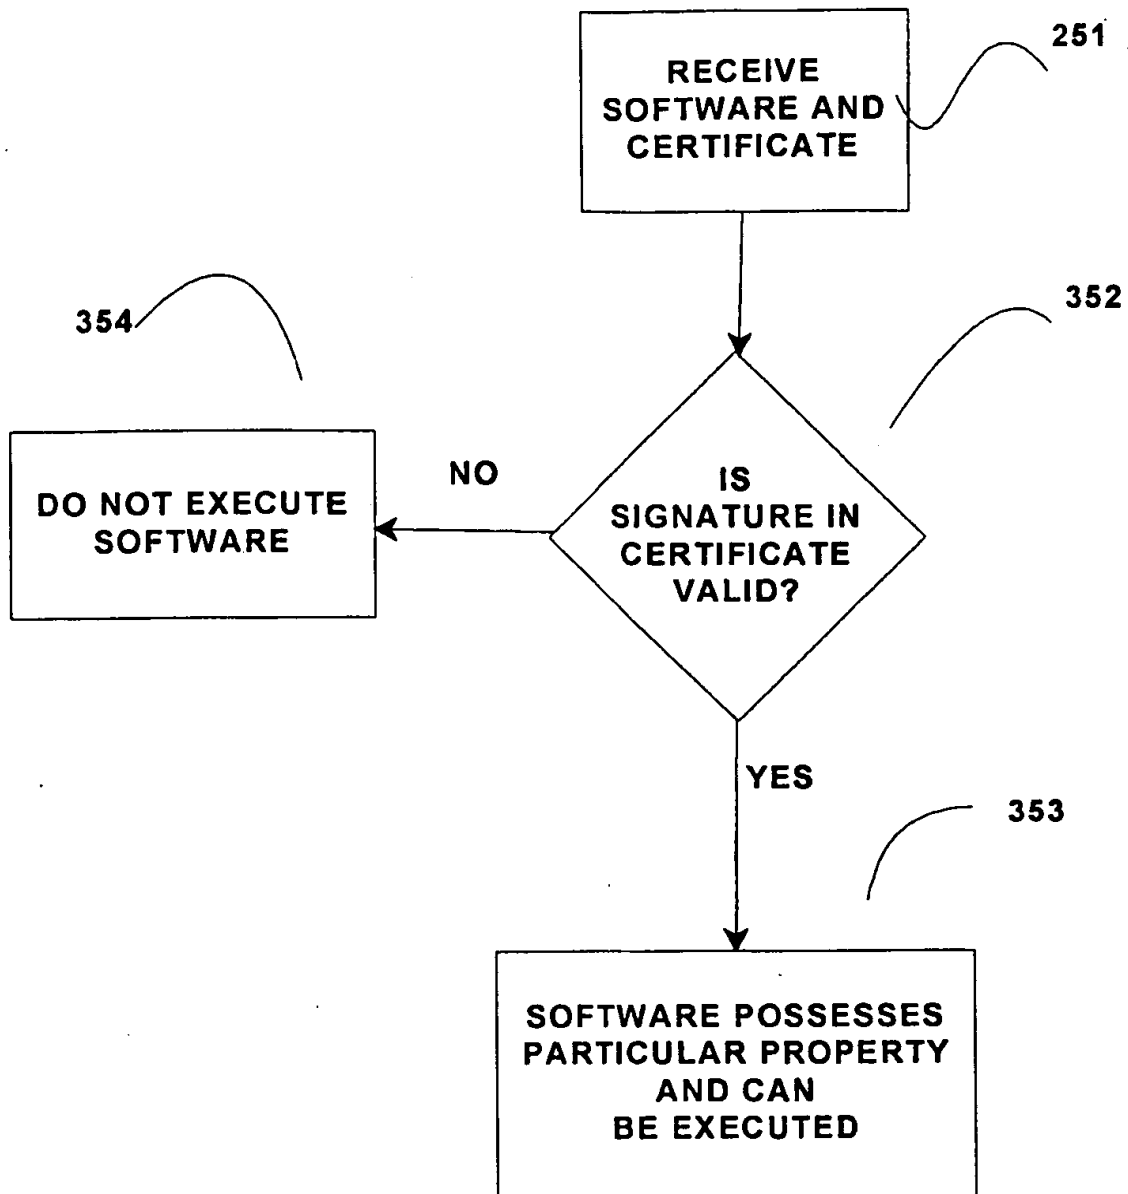 RECEIVE
SOFTWARE AND
CERTIFICATE
251
352
354
IS
SIGNATURE IN
CERTIFICATE
VALID?
NO
DO NOT EXECUTE
SOFTWARE
YES
353
SOFTWARE POSSESSES
PARTICULAR PROPERTY
AND CAN
BE EXECUTED